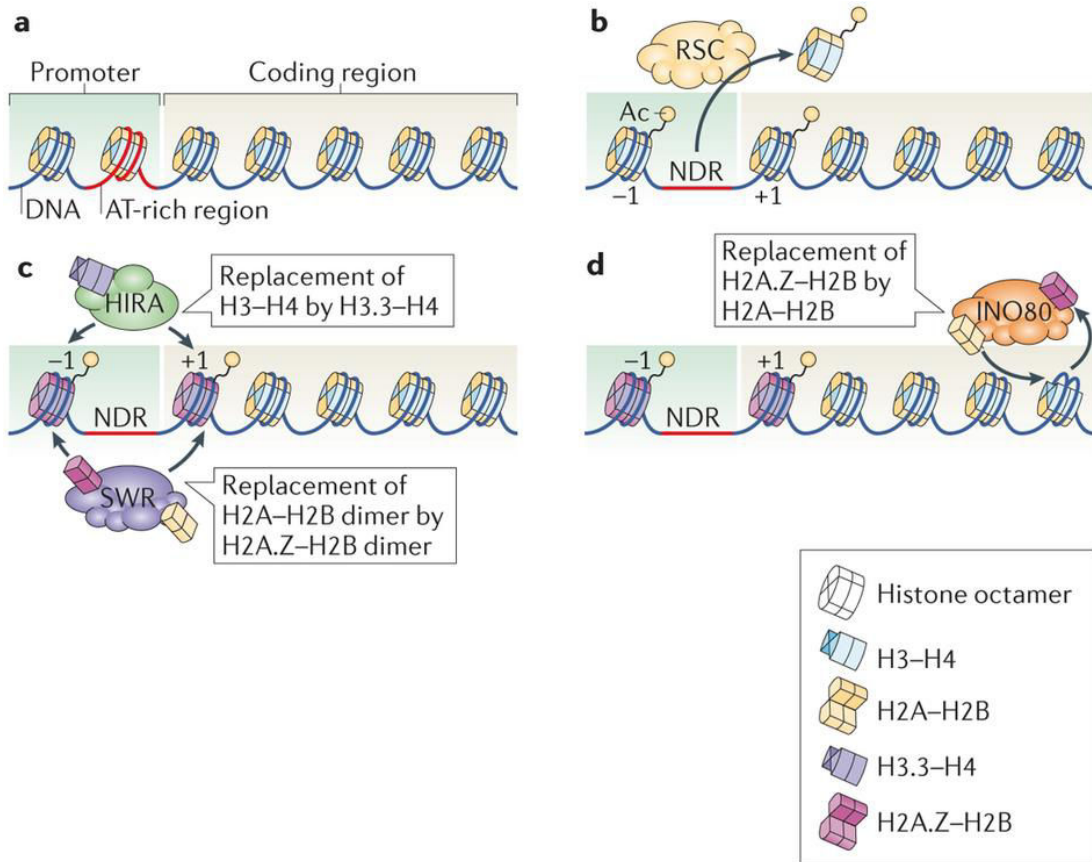 a
Promoter
Coding region
DNA
AT-rich region
b
RSC
Ac
NDR
–1
+1
c
HIRA
Replacement of
H3–H4 by H3.3–H4
–1
+1
NDR
SWR
Replacement of
H2A–H2B dimer by
H2A.Z–H2B dimer
d
Replacement of
H2A.Z–H2B by
H2A–H2B
INO80
–1
+1
NDR
Histone octamer
H3–H4
H2A–H2B
H3.3–H4
H2A.Z–H2B